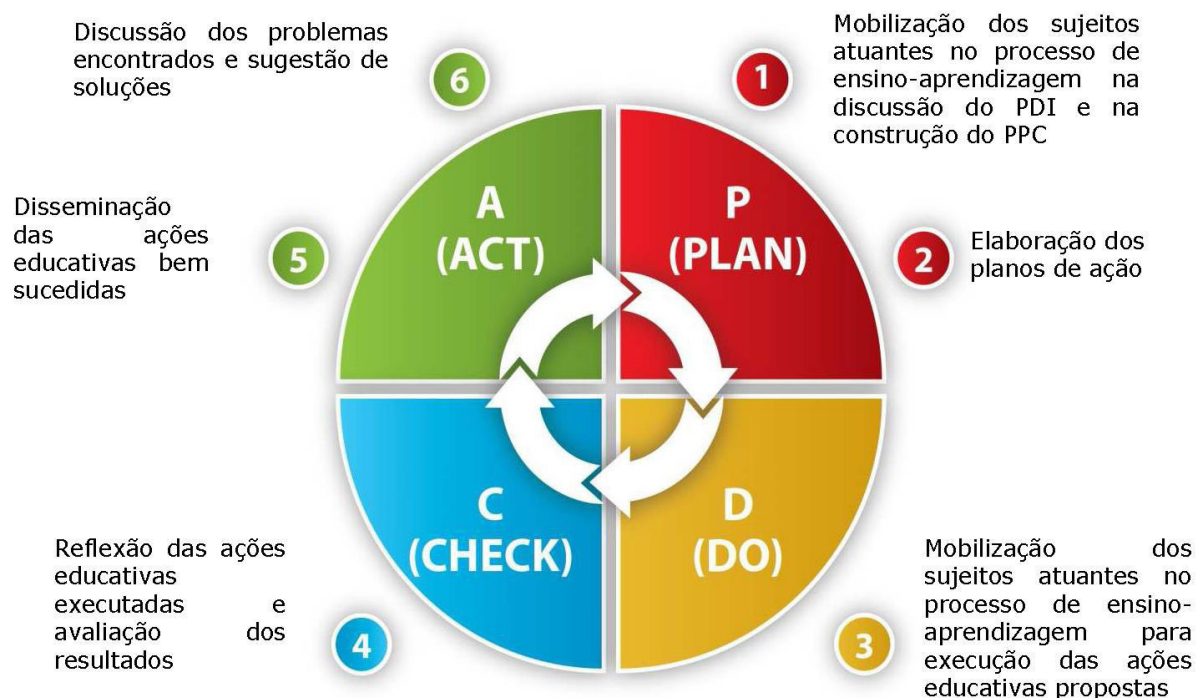 Mobilização dos sujeitos
atuantes no processo de
ensino-aprendizagem na
discussão do PDI e na
construção do PPC
1
2
Elaboração dos
planos de ação
P
(PLAN)
D
(DO)
3
Mobilização dos
sujeitos atuantes no
processo de ensino-
aprendizagem para
execução das ações
educativas propostas
C
(CHECK)
4
Reflexão das ações
educativas
executadas e
avaliação dos
resultados
A
(ACT)
5
Disseminação
das ações
educativas bem
sucedidas
6
Discussão dos problemas
encontrados e sugestão de
soluções